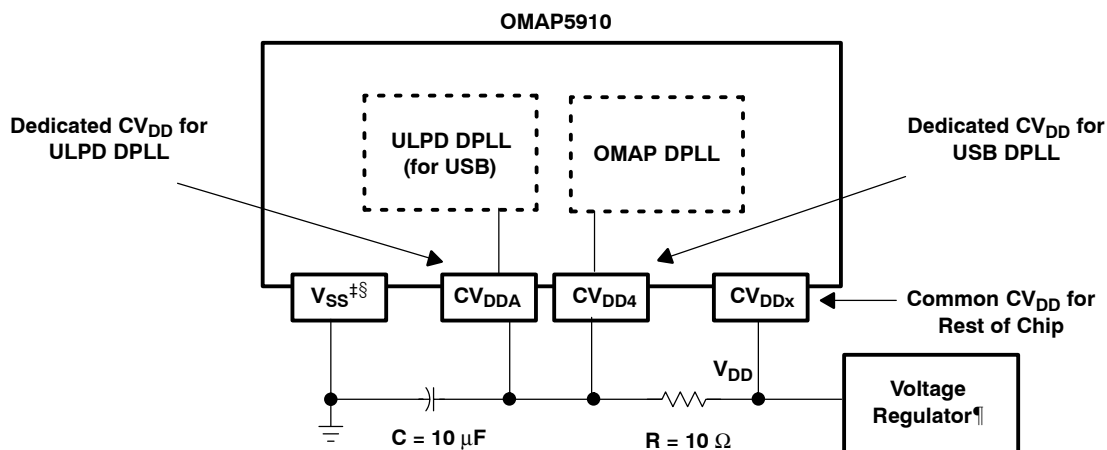 OMAP5910
Dedicated CVDD for
ULPD DPLL
ULPD DPLL
(for USB)
OMAP DPLL
Dedicated CVDD for
USB DPLL
VSS‡§
CVDDA
CVDD4
CVDDx
Common CVDD for
Rest of Chip
VDD
Voltage
Regulator¶
C = 10 μF
R = 10 Ω